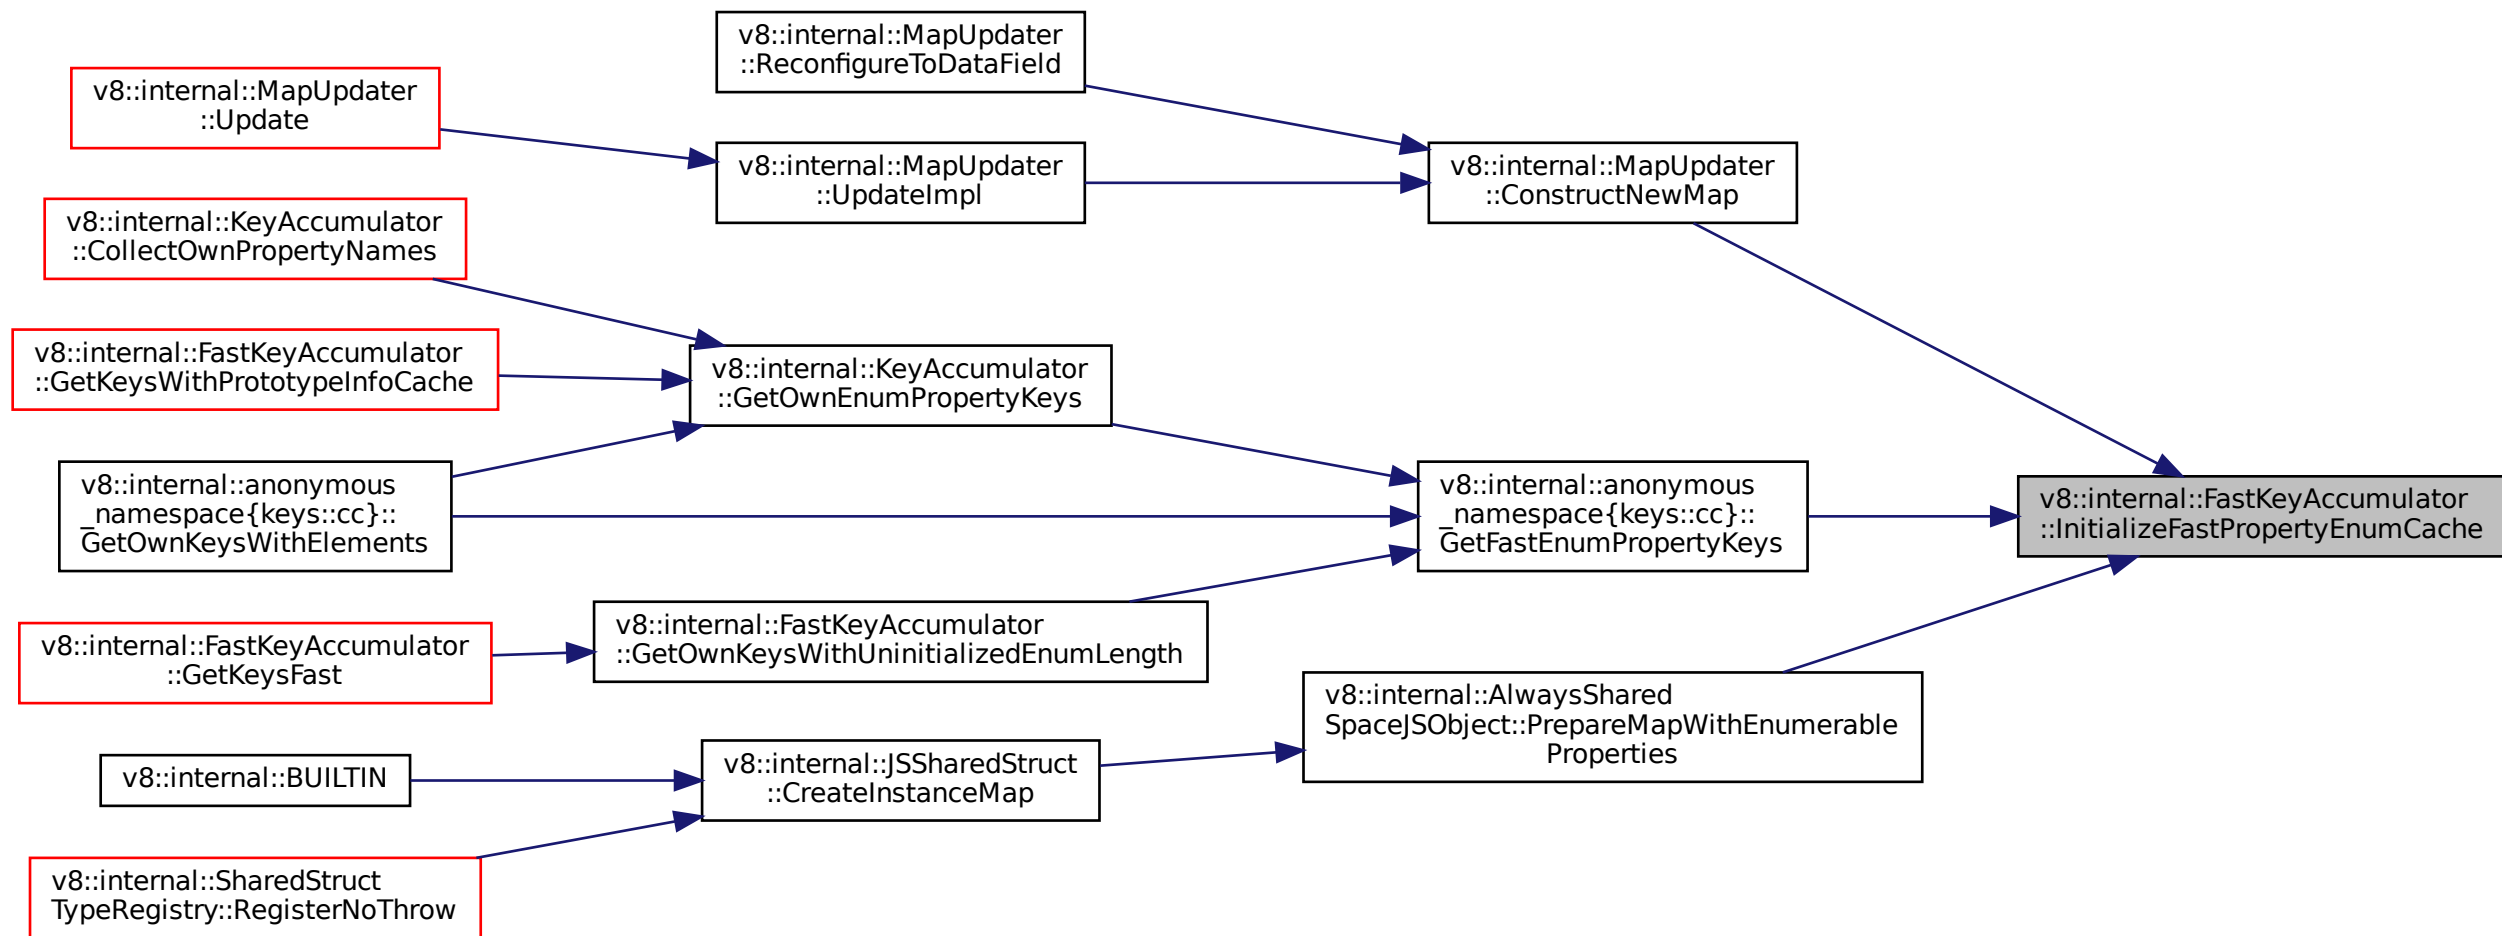 v8::internal::MapUpdater
::ReconfigureToDataField
v8::internal::MapUpdater
::Update
v8::internal::MapUpdater
::UpdateImpl
v8::internal::MapUpdater
::ConstructNewMap
v8::internal::KeyAccumulator
::CollectOwnPropertyNames
v8::internal::FastKeyAccumulator
::GetKeysWithPrototypeInfoCache
v8::internal::KeyAccumulator
::GetOwnEnumPropertyKeys
v8::internal::anonymous
_namespace{keys::cc}::
GetOwnKeysWithElements
v8::internal::anonymous
_namespace{keys::cc}::
GetFastEnumPropertyKeys
v8::internal::FastKeyAccumulator
::InitializeFastPropertyEnumCache
v8::internal::FastKeyAccumulator
::GetKeysFast
v8::internal::FastKeyAccumulator
::GetOwnKeysWithUninitializedEnumLength
v8::internal::AlwaysShared
SpaceJSObject::PrepareMapWithEnumerable
Properties
v8::internal::BUILTIN
v8::internal::JSSharedStruct
::CreateInstanceMap
v8::internal::SharedStruct
TypeRegistry::RegisterNoThrow